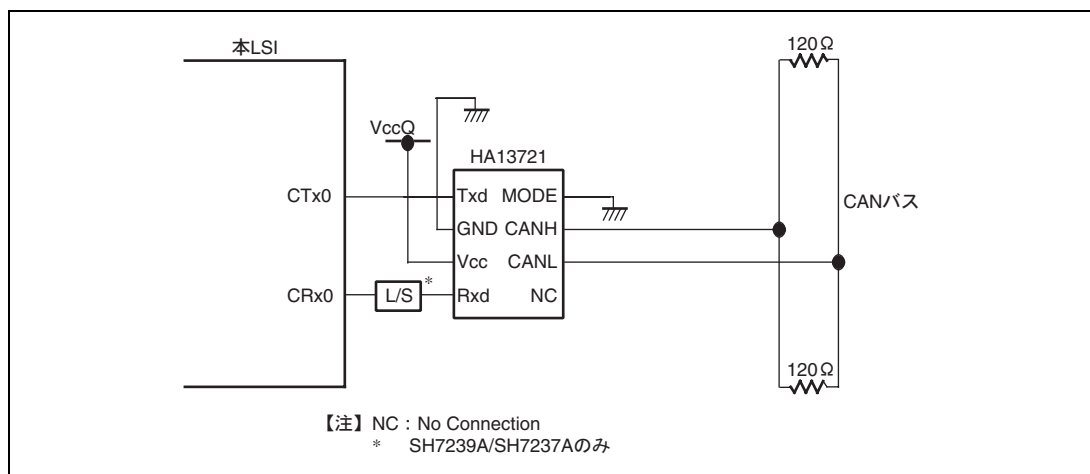 本LSI
120Ω
VccQ
HA13721
CTx0
Txd MODE
CANバス
GND CANH
Vcc CANL
CRx0
L/S
*
Rxd NC
120Ω
【注】 NC : No Connection
* SH7239A/SH7237Aのみ